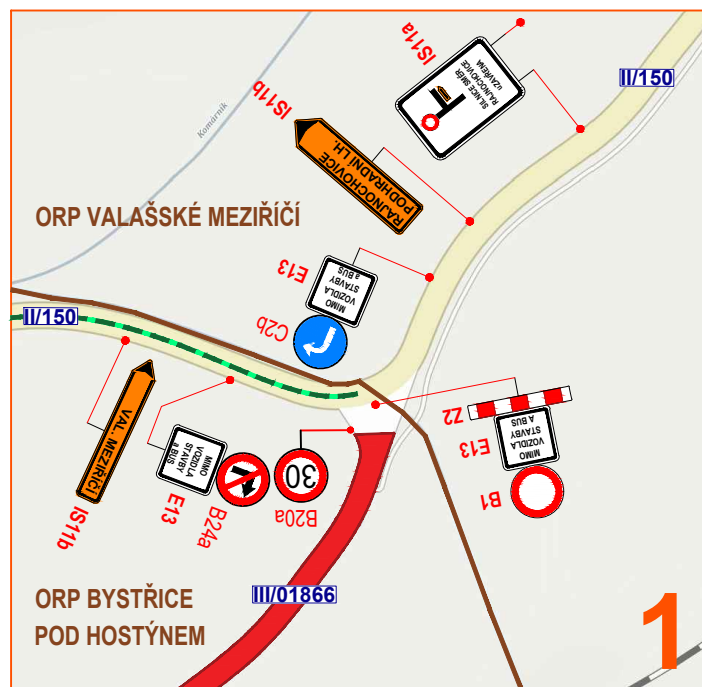 IS11a
II/150
SILNICE SMĚR
RAJNOCHOVICE
UZAVŘENA
Komárník
IS11b
RAJNOCHOVICE
PODHRADNÍ LH.
ORP VALAŠSKÉ MEZIŘÍČÍ
E13
MIMO
VOZIDLA
STAVBY
a BUS
C2b
II/150
Z2
E13
MIMO
VOZIDLA
STAVBY
A BUS
B1
VAL. MEZIŘÍČÍ
IS11b
MIMO
VOZIDLA
STAVBY
a BUS
E13
B24a
30
B20a
ORP BYSTŘICE
POD HOSTÝNEM
III/01866
1